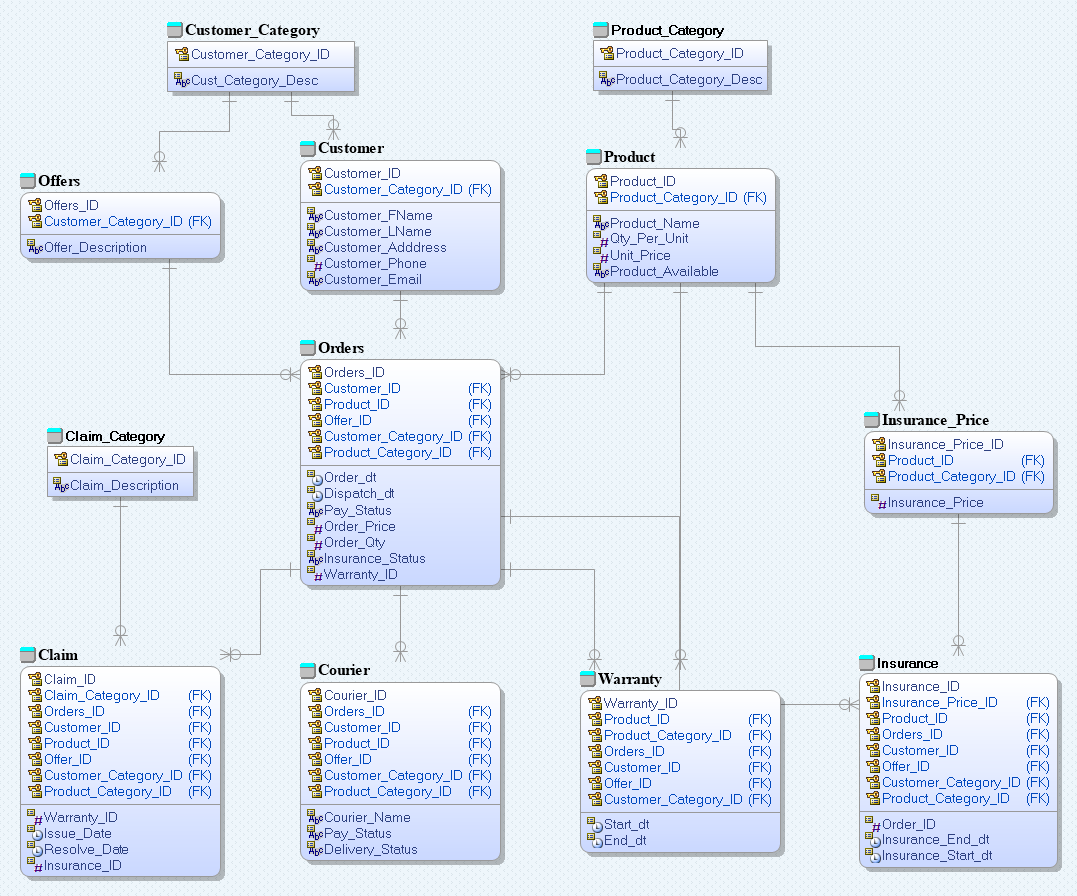 Customer_Category
Customer_Category_ID
Cust_Category_Desc
Product_Category
Product_Category_ID
Product_Category_Desc
Offers
Offers_ID
Customer_Category_ID (FK)
Offer_Description
Customer
Customer_ID
Customer_Category_ID (FK)
Customer_FName
Customer_LName
Customer_Adddress
Customer_Phone
Customer_Email
Product
Product_ID
Product_Category_ID (FK)
Product_Name
Qty_Per_Unit
Unit_Price
Product_Available
Orders
Orders_ID
Customer_ID (FK)
Product_ID (FK)
Offer_ID (FK)
Customer_Category_ID (FK)
Product_Category_ID (FK)
Order_dt
Dispatch_dt
Pay_Status
Order_Price
Order_Qty
Insurance_Status
Warranty_ID
Claim_Category
Claim_Category_ID
Claim_Description
Insurance_Price
Insurance_Price_ID
Product_ID (FK)
Product_Category_ID (FK)
Insurance_Price
Claim
Claim_ID
Claim_Category_ID (FK)
Orders_ID (FK)
Customer_ID (FK)
Product_ID (FK)
Offer_ID (FK)
Customer_Category_ID (FK)
Product_Category_ID (FK)
Warranty_ID
Issue_Date
Resolve_Date
Insurance_ID
Courier
Courier_ID
Orders_ID (FK)
Customer_ID (FK)
Product_ID (FK)
Offer_ID (FK)
Customer_Category_ID (FK)
Product_Category_ID (FK)
Courier_Name
Pay_Status
Delivery_Status
Warranty
Warranty_ID
Product_ID (FK)
Product_Category_ID (FK)
Orders_ID (FK)
Customer_ID (FK)
Offer_ID (FK)
Customer_Category_ID (FK)
Start_dt
End_dt
Insurance
Insurance_ID
Insurance_Price_ID (FK)
Product_ID (FK)
Orders_ID (FK)
Customer_ID (FK)
Offer_ID (FK)
Customer_Category_ID (FK)
Product_Category_ID (FK)
Order_ID
Insurance_End_dt
Insurance_Start_dt